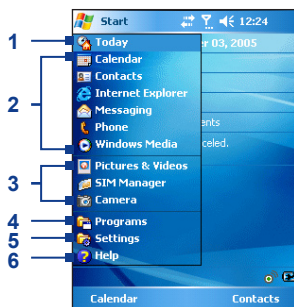 Start 12:24
1 Today
er 03, 2005
2 Calendar
Contacts
Internet Explorer
Messaging
Phone
ents
Windows Media
celed.
3 Pictures & Videos
SIM Manager
Camera
4 Programs
5 Settings
6 Help
Calendar Contacts